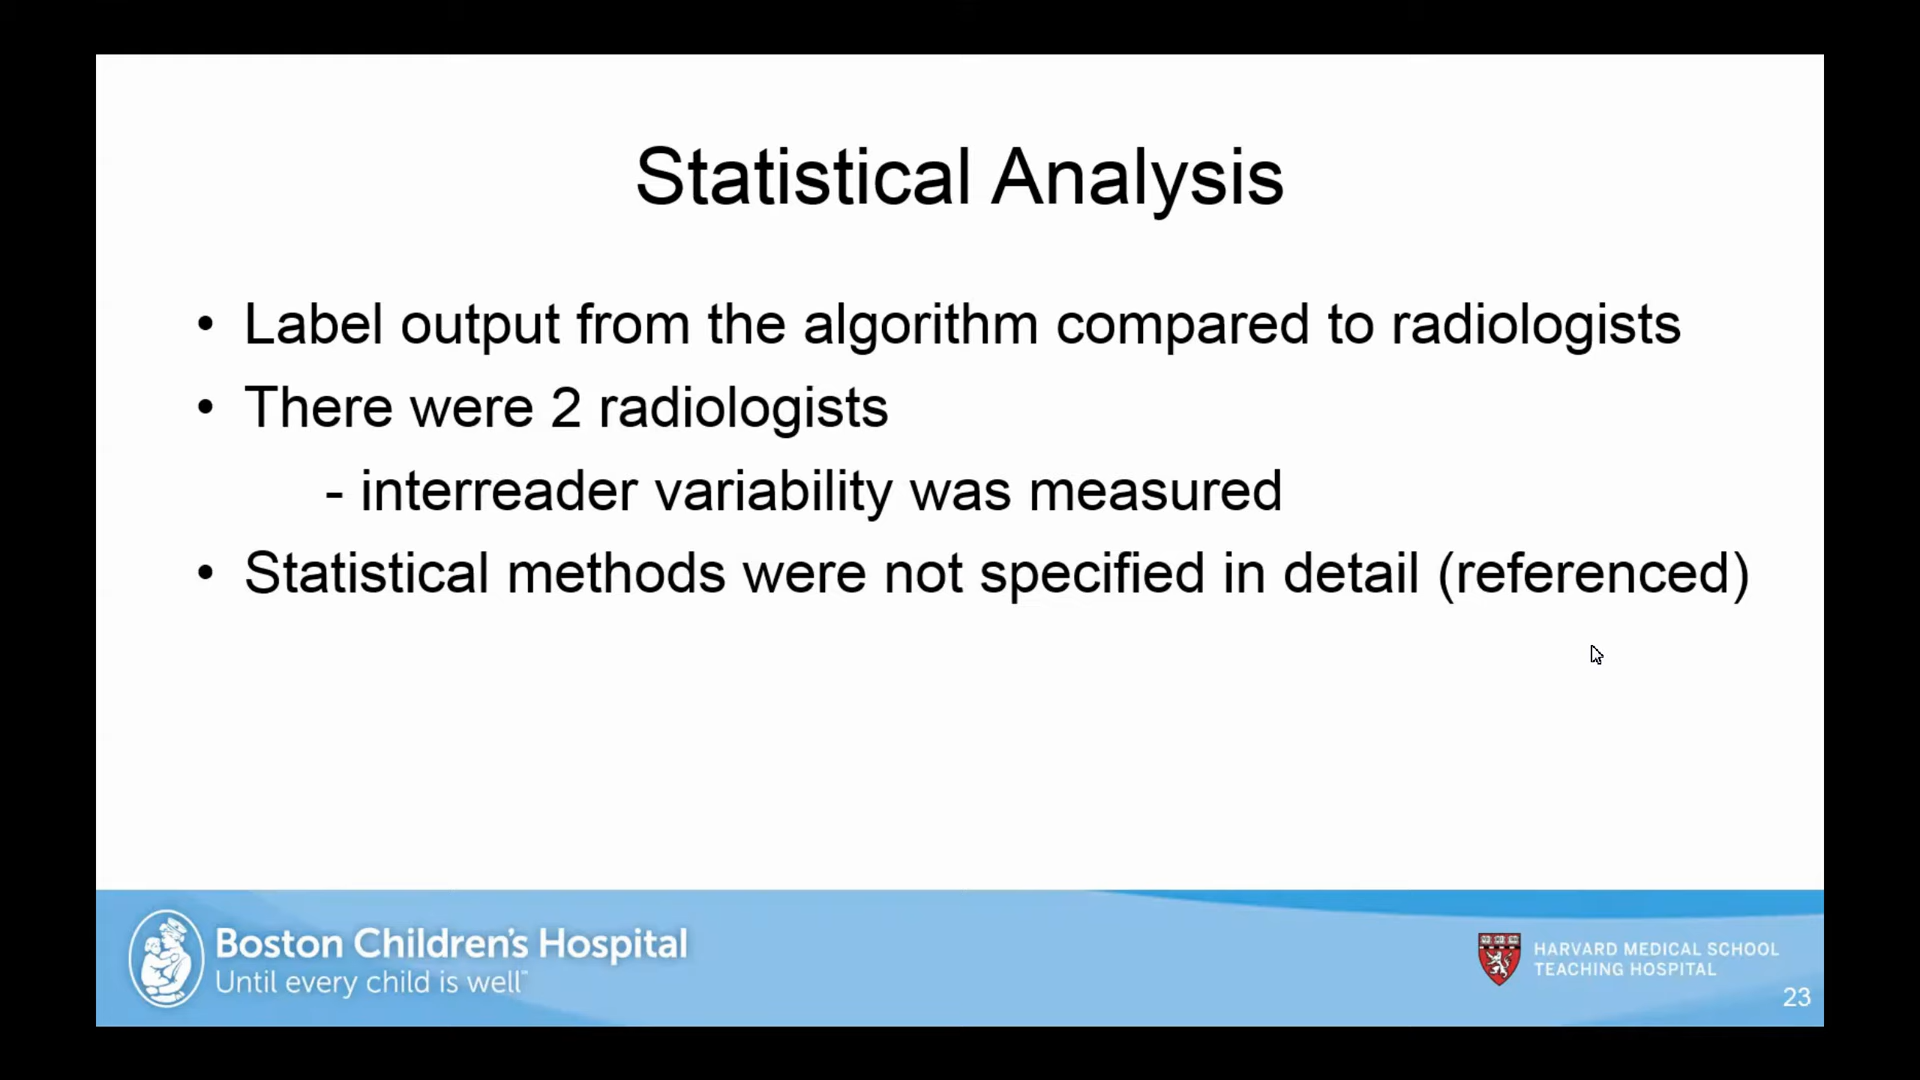 Statistical Analysis
• Label output from the algorithm compared to radiologists
• There were 2 radiologists
- interreader variability was measured
• Statistical methods were not specified in detail (referenced)
Boston Children's Hospital
Until every child is well™
HARVARD MEDICAL SCHOOL
TEACHING HOSPITAL
23